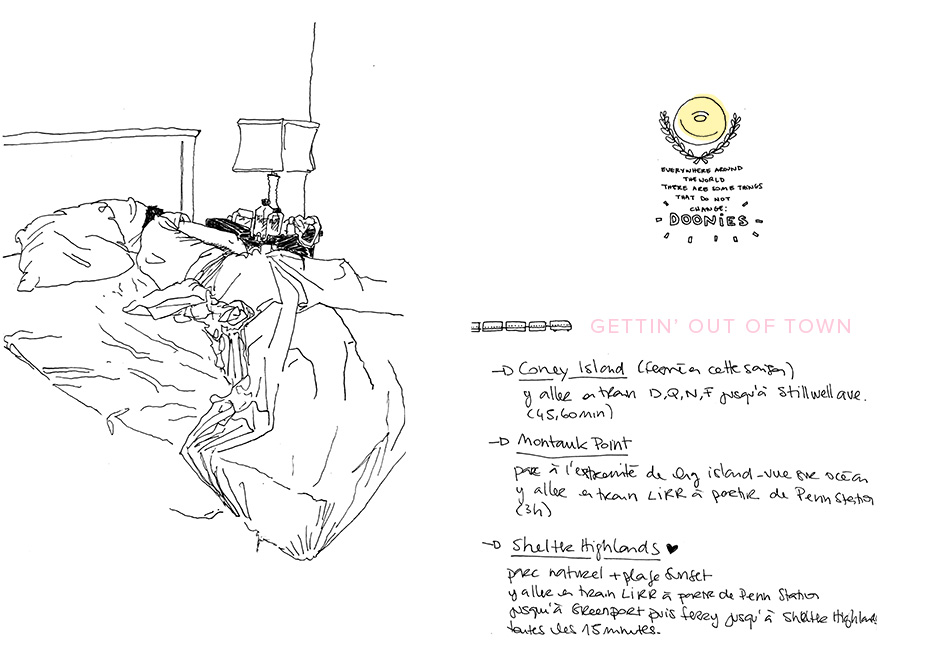 EVERYWHERE AROUND
THE WORLD
THERE ARE SOME THINGS
THAT DO NOT
CHANGE:
- DOONIES -
GETTIN' OUT OF TOWN
→ Coney Island (fermé en cette saison)
y aller en train D,Q,N,F jusqu'à Stillwell ave.
(45,60min)
→ Montauk Point
parc à l'extremité de long island - vue sur océan
y aller en train LiRR à partir de Penn Station
(3h)
→ Shelter Highlands ♥
parc naturel + plage Sunset
y aller en train LiRR à partir de Penn Station
jusqu'à Greenport puis ferry jusqu'à Shelter Highlands
toutes les 15 minutes.